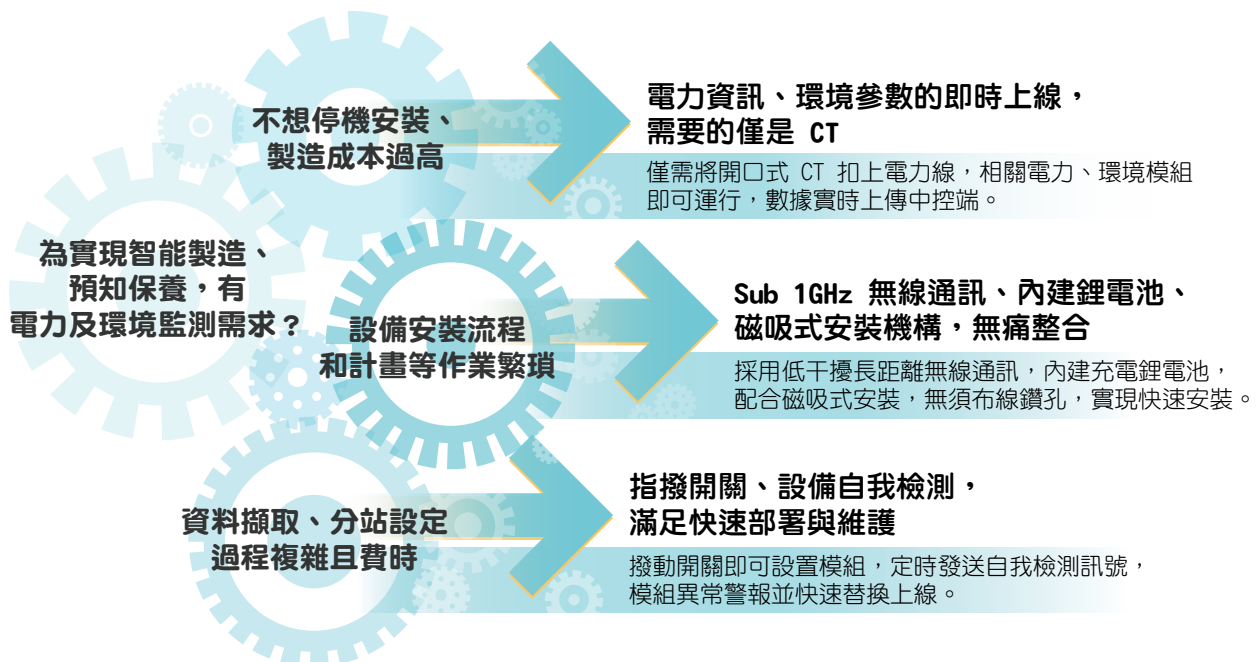 為實現智能製造、
預知保養，有
電力及環境監測需求？
不想停機安裝、
製造成本過高
電力資訊、環境參數的即時上線，
需要的僅是 CT
僅需將開口式 CT 扣上電力線，相關電力、環境模組
即可運行，數據實時上傳中控端。
設備安裝流程
和計畫等作業繁瑣
Sub 1GHz 無線通訊、內建鋰電池、
磁吸式安裝機構，無痛整合
採用低干擾長距離無線通訊，內建充電鋰電池，
配合磁吸式安裝，無須布線鑽孔，實現快速安裝。
資料擷取、分站設定
過程複雜且費時
指撥開關、設備自我檢測，
滿足快速部署與維護
撥動開關即可設置模組，定時發送自我檢測訊號，
模組異常警報並快速替換上線。